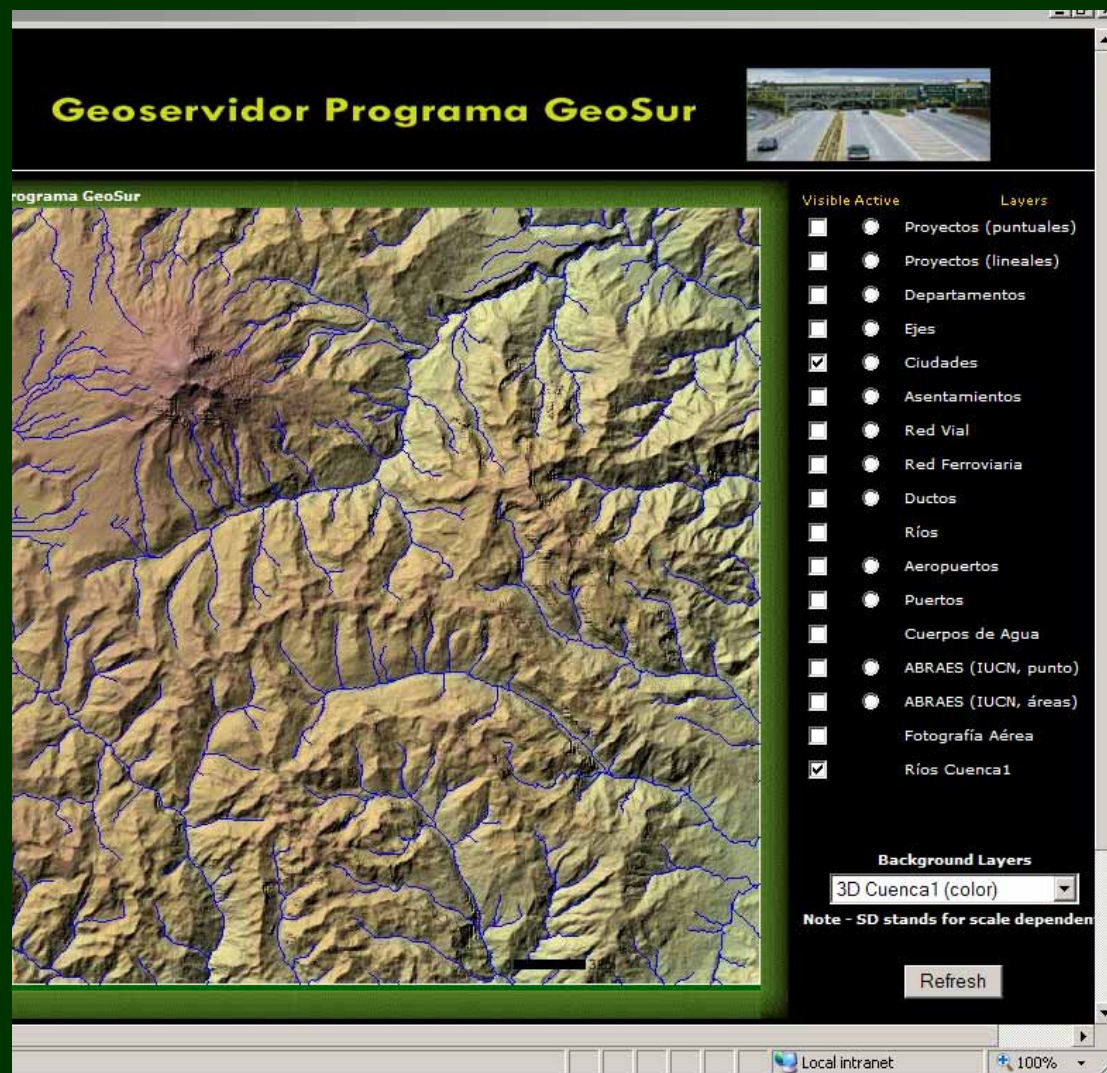 Geoservidor Programa GeoSur
rograma GeoSur
Visible Active Layers
Proyectos (puntuales)
Proyectos (lineales)
Departamentos
Ejes
Ciudades
Asentamientos
Red Vial
Red Ferroviaria
Ductos
Ríos
Aeropuertos
Puertos
Cuerpos de Agua
ABRAES (IUCN, punto)
ABRAES (IUCN, áreas)
Fotografía Aérea
Ríos Cuenca1
Background Layers
3D Cuenca1 (color)
Note - SD stands for scale dependen
Refresh
Local intranet
100%